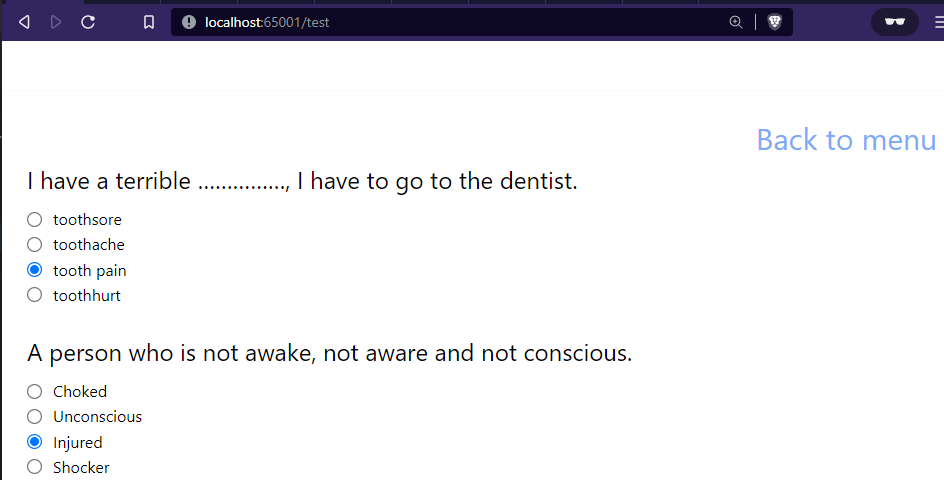 localhost:65001/test
Back to menu
I have a terrible ..............., I have to go to the dentist.
toothsore
toothache
tooth pain
toothhurt
A person who is not awake, not aware and not conscious.
Choked
Unconscious
Injured
Shocker